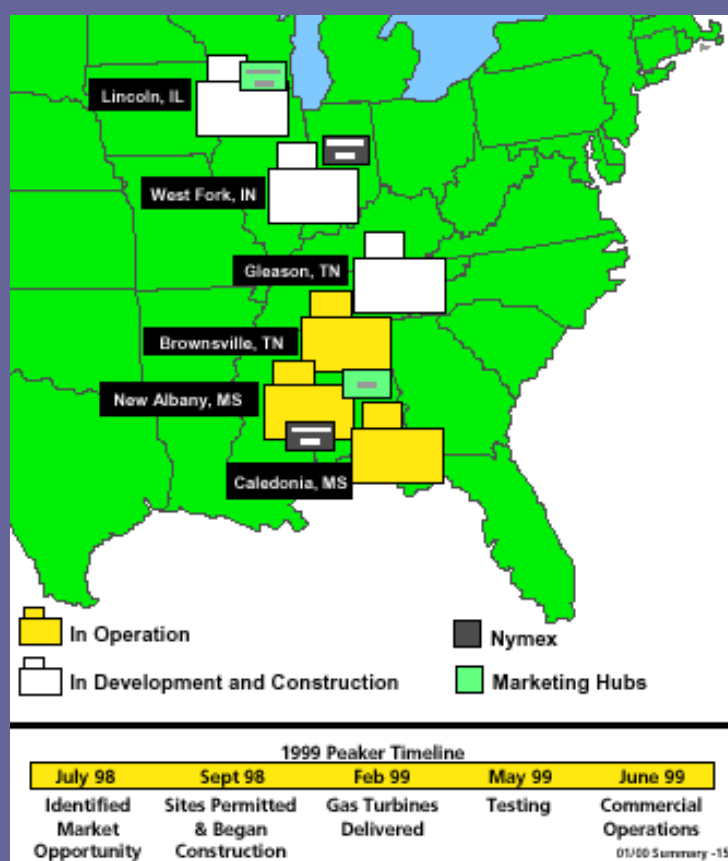 Lincoln, IL
West Fork, IN
Gleason, TN
Brownsville, TN
New Albany, MS
Caledonia, MS
In Operation
Nymex
In Development and Construction
Marketing Hubs
1999 Peaker Timeline
July 98 Sept 98 Feb 99 May 99 June 99
Identified Sites Permitted Gas Turbines Testing Commercial
Market & Began Delivered Operations
Opportunity Construction 01/00 Summary -15